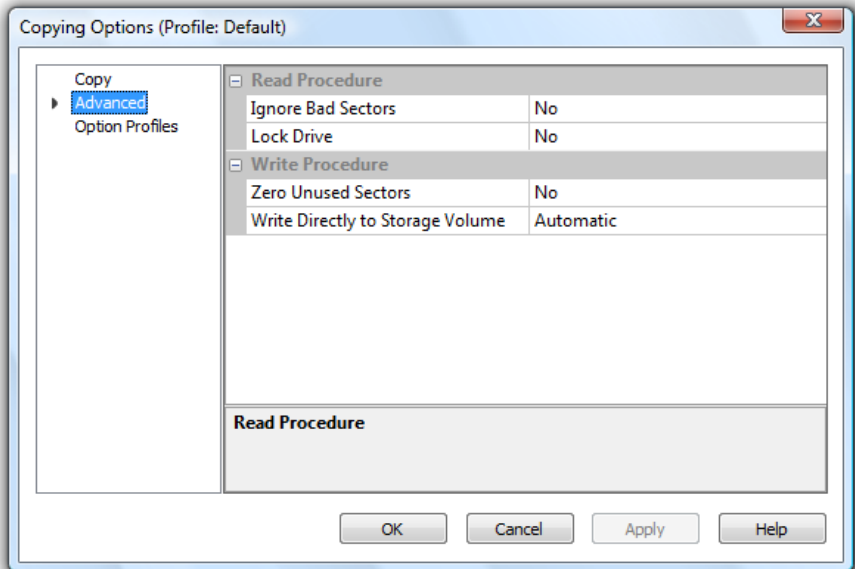 Copying Options (Profile: Default)
Copy
Advanced
Option Profiles
Read Procedure
Ignore Bad Sectors No
Lock Drive No
Write Procedure
Zero Unused Sectors No
Write Directly to Storage Volume Automatic
Read Procedure
OK Cancel Apply Help